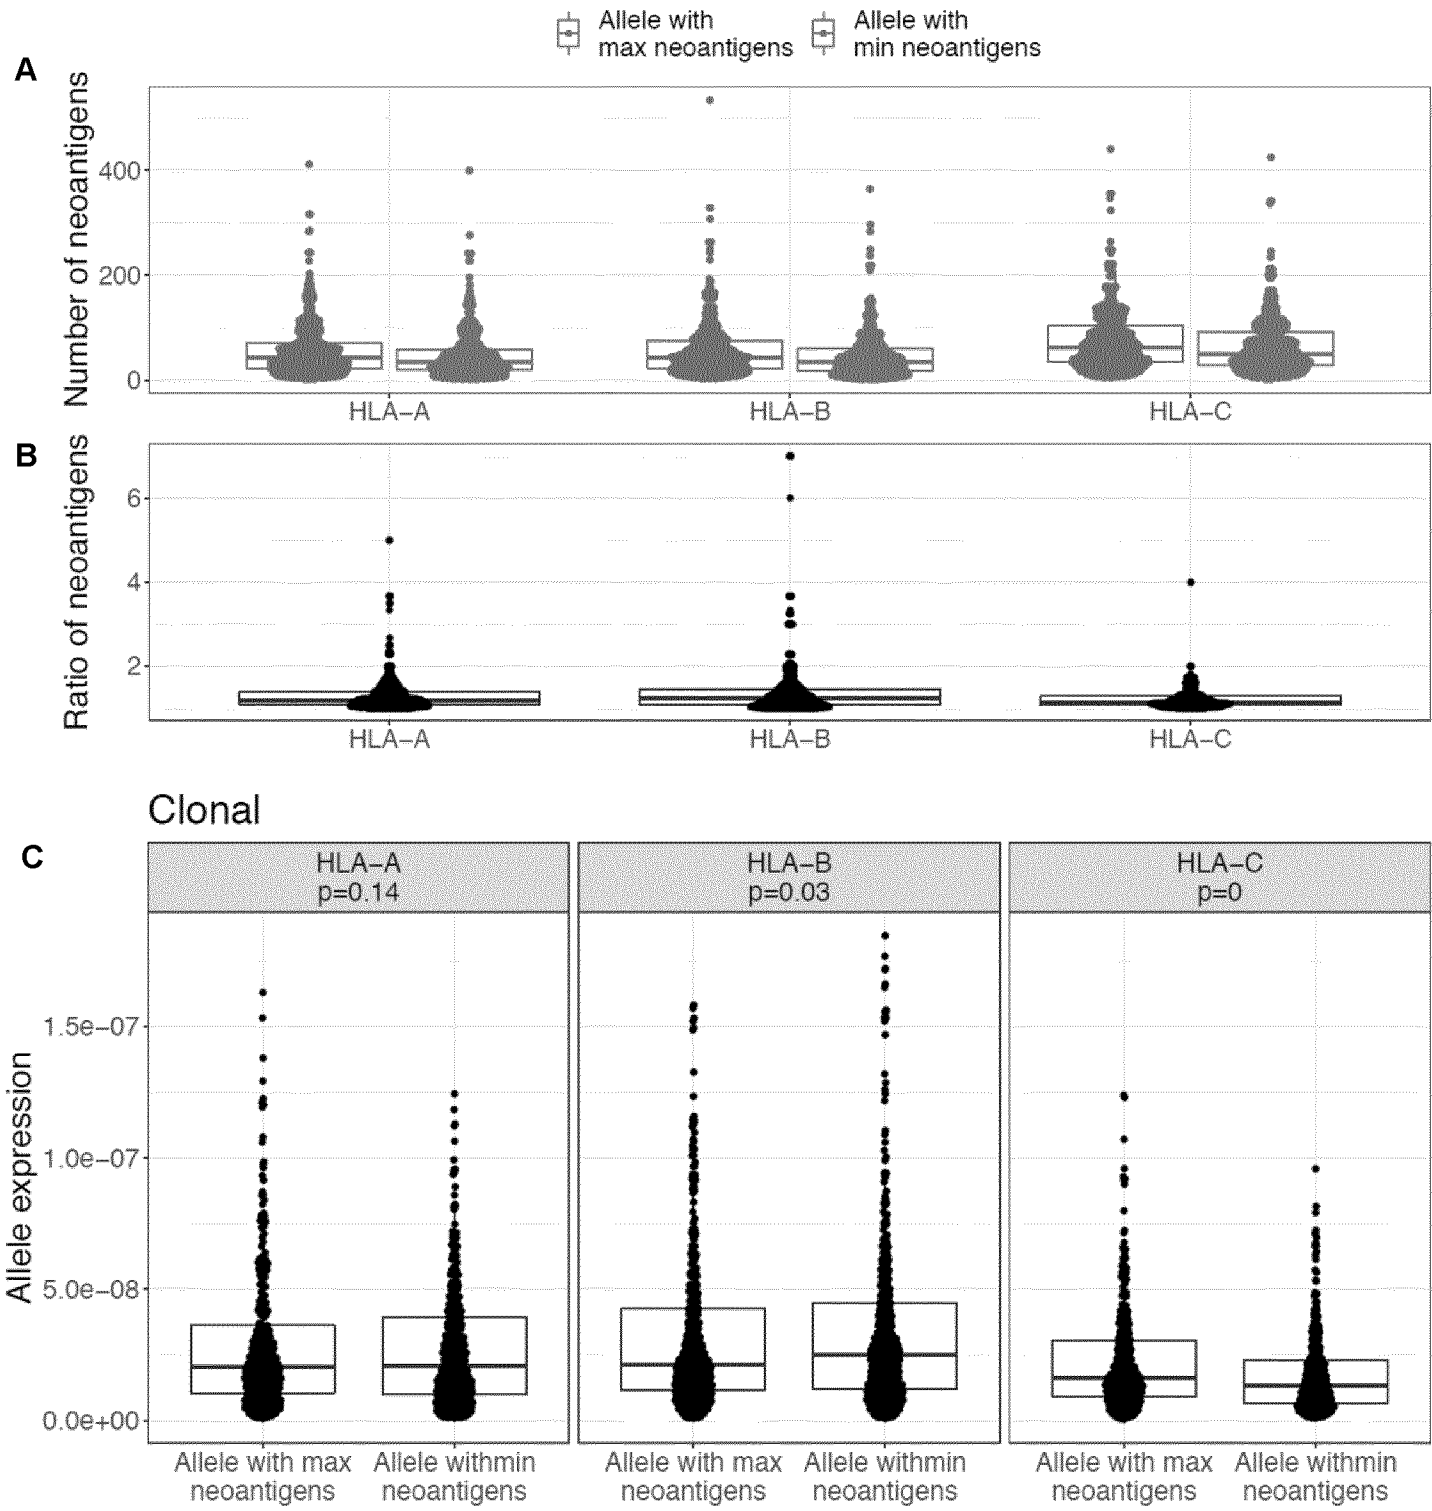 Allele with
max neoantigens
Allele with
min neoantigens
A
Number of neoantigens
400
200
0
HLA–A
HLA–B
HLA–C
B
Ratio of neoantigens
6
4
2
HLA–A
HLA–B
HLA–C
Clonal
C
HLA–A
p=0.14
HLA–B
p=0.03
HLA–C
p=0
Allele expression
1.5e−07
1.0e−07
5.0e−08
0.0e+00
Allele with max
neoantigens
Allele withmin
neoantigens
Allele with max
neoantigens
Allele withmin
neoantigens
Allele with max
neoantigens
Allele withmin
neoantigens